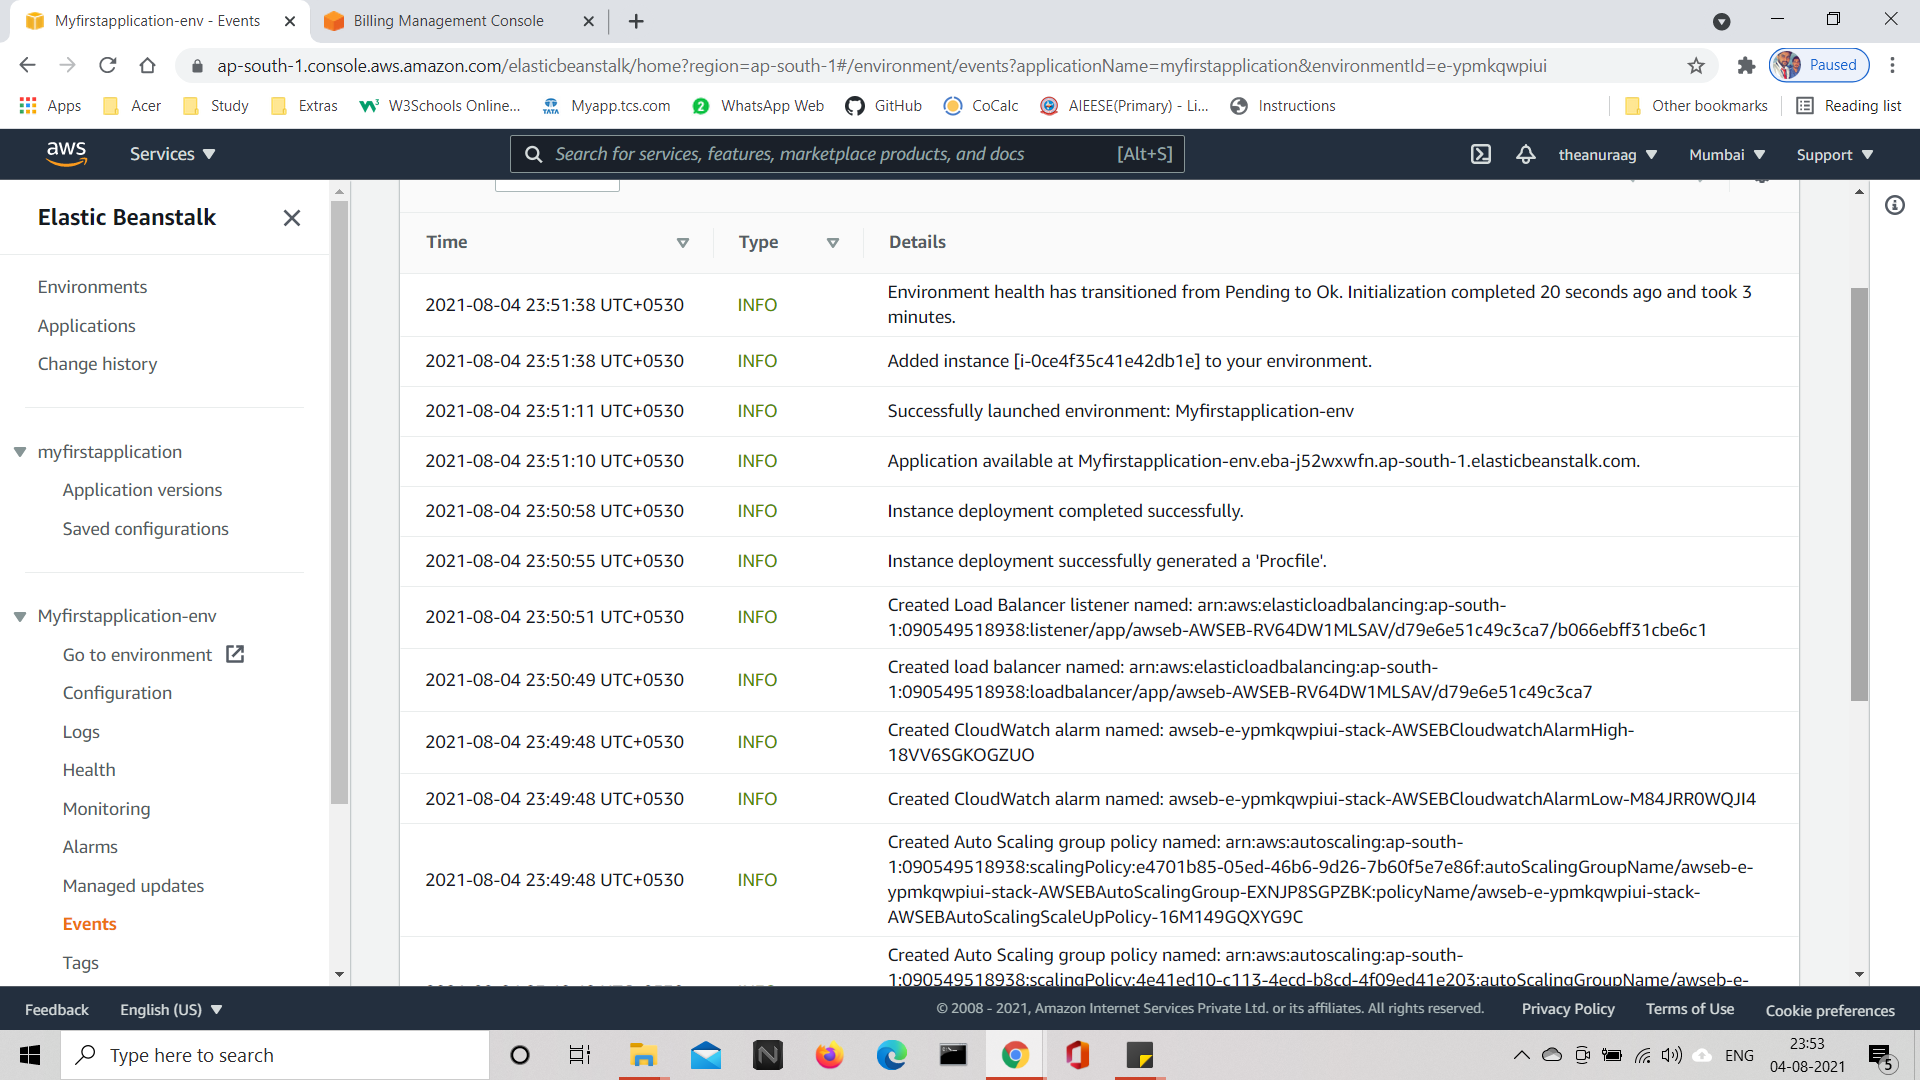 Myfirstapplication-env - Events
Billing Management Console
ap-south-1.console.aws.amazon.com/elasticbeanstalk/home?region=ap-south-1#/environment/events?applicationName=myfirstapplication&environmentId=e-ypmkqwpiui
Paused
Apps
Acer
Study
Extras
W3Schools Online...
Myapp.tcs.com
WhatsApp Web
GitHub
CoCalc
AIEESE(Primary) - Li...
Instructions
Other bookmarks
Reading list
aws
Services
Search for services, features, marketplace products, and docs
[Alt+S]
theanuraag
Mumbai
Support
Elastic Beanstalk
Environments
Applications
Change history
myfirstapplication
Application versions
Saved configurations
Myfirstapplication-env
Go to environment
Configuration
Logs
Health
Monitoring
Alarms
Managed updates
Events
Tags
Time Type Details
2021-08-04 23:51:38 UTC+0530 INFO Environment health has transitioned from Pending to Ok. Initialization completed 20 seconds ago and took 3
minutes.
2021-08-04 23:51:38 UTC+0530 INFO Added instance [i-0ce4f35c41e42db1e] to your environment.
2021-08-04 23:51:11 UTC+0530 INFO Successfully launched environment: Myfirstapplication-env
2021-08-04 23:51:10 UTC+0530 INFO Application available at Myfirstapplication-env.eba-j52wxwfn.ap-south-1.elasticbeanstalk.com.
2021-08-04 23:50:58 UTC+0530 INFO Instance deployment completed successfully.
2021-08-04 23:50:55 UTC+0530 INFO Instance deployment successfully generated a 'Procfile'.
2021-08-04 23:50:51 UTC+0530 INFO Created Load Balancer listener named: arn:aws:elasticloadbalancing:ap-south-
1:090549518938:listener/app/awseb-AWSEB-RV64DW1MLSAV/d79e6e51c49c3ca7/b066ebff31cbe6c1
2021-08-04 23:50:49 UTC+0530 INFO Created load balancer named: arn:aws:elasticloadbalancing:ap-south-
1:090549518938:loadbalancer/app/awseb-AWSEB-RV64DW1MLSAV/d79e6e51c49c3ca7
2021-08-04 23:49:48 UTC+0530 INFO Created CloudWatch alarm named: awseb-e-ypmkqwpiui-stack-AWSEBCloudwatchAlarmHigh-
18VV6SGKOGZUO
2021-08-04 23:49:48 UTC+0530 INFO Created CloudWatch alarm named: awseb-e-ypmkqwpiui-stack-AWSEBCloudwatchAlarmLow-M84JRR0WQJI4
2021-08-04 23:49:48 UTC+0530 INFO Created Auto Scaling group policy named: arn:aws:autoscaling:ap-south-
1:090549518938:scalingPolicy:e4701b85-05ed-46b6-9d26-7b60f5e7e86f:autoScalingGroupName/awseb-e-
ypmkqwpiui-stack-AWSEBAutoScalingGroup-EXNJP8SGPZBK:policyName/awseb-e-ypmkqwpiui-stack-
AWSEBAutoScalingScaleUpPolicy-16M149GQXYG9C
Created Auto Scaling group policy named: arn:aws:autoscaling:ap-south-
1:090549518938:scalingPolicy:4e41ed10-c113-4ecd-b8cd-4f09ed41e203:autoScalingGroupName/awseb-e-
Feedback
English (US)
© 2008 - 2021, Amazon Internet Services Private Ltd. or its affiliates. All rights reserved.
Privacy Policy
Terms of Use
Cookie preferences
Type here to search
ENG
23:53
04-08-2021
5